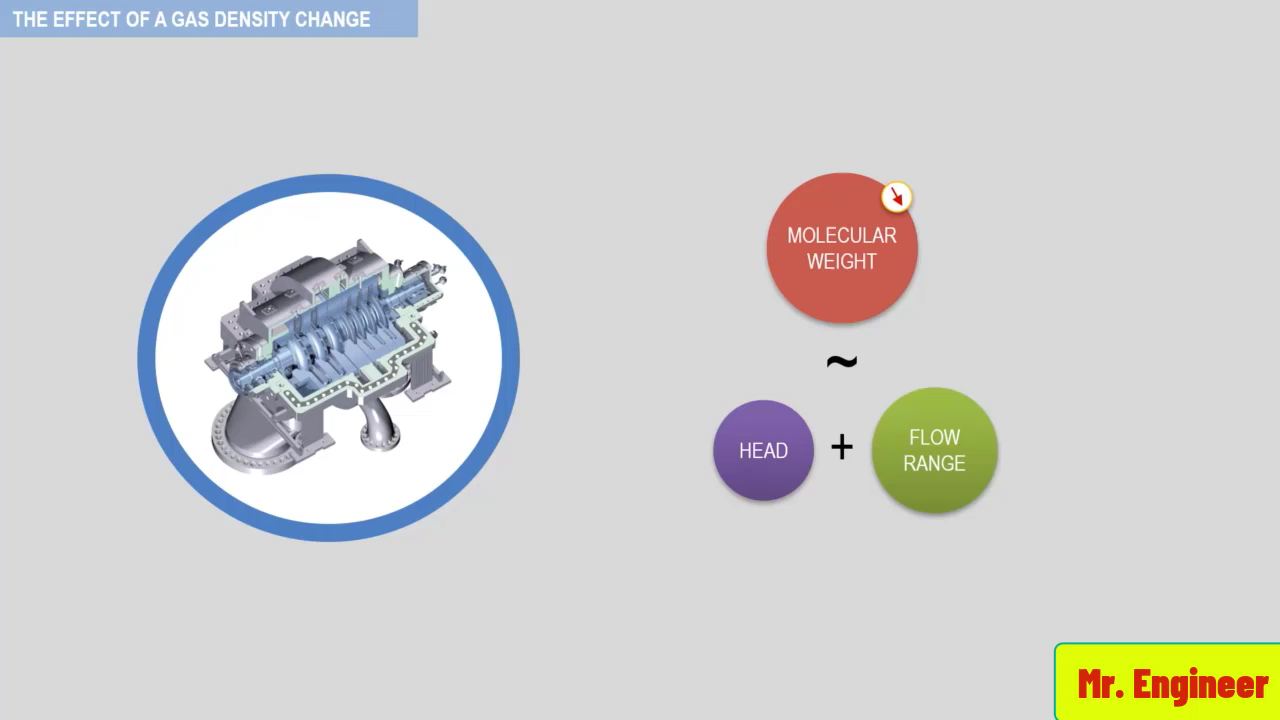 THE EFFECT OF A GAS DENSITY CHANGE
MOLECULAR
WEIGHT
~
HEAD
+
FLOW
RANGE
Mr. Engineer